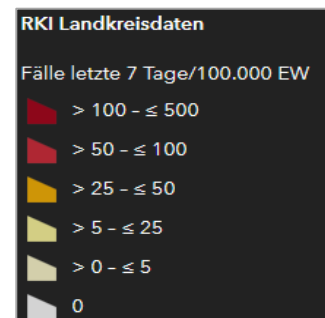 RKI Landkreisdaten
Fälle letzte 7 Tage/100.000 EW
> 100 – ≤ 500
> 50 – ≤ 100
> 25 – ≤ 50
> 5 – ≤ 25
> 0 – ≤ 5
0